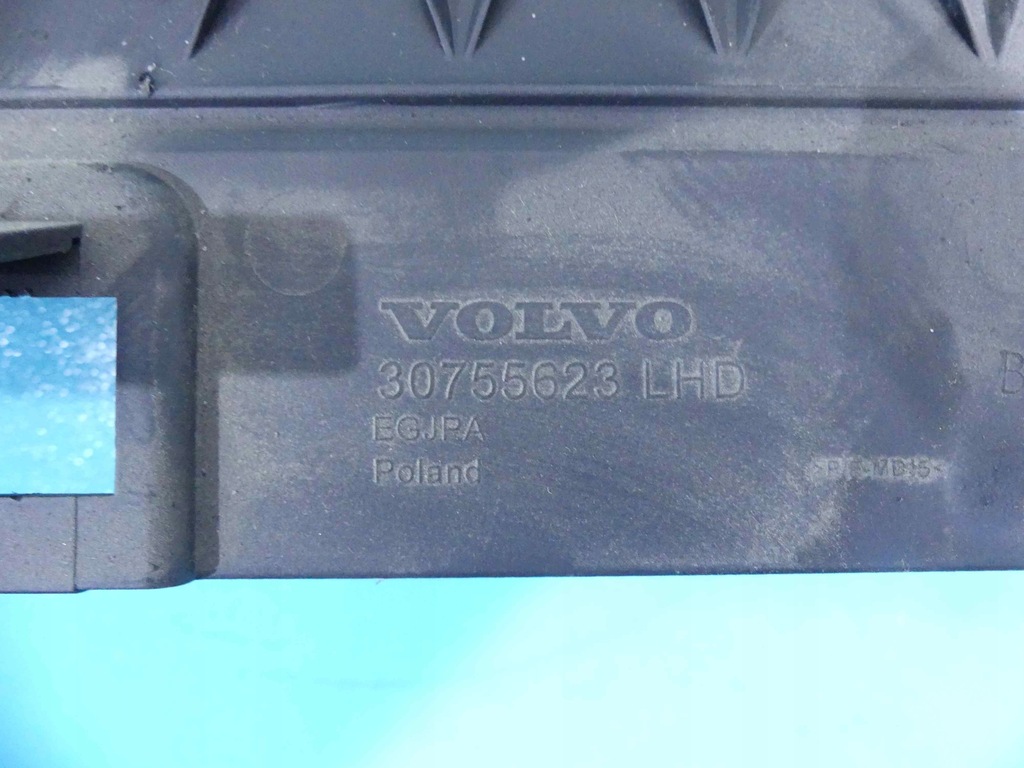 VOLVO
30755623 LHD
EGJPA
Poland
B